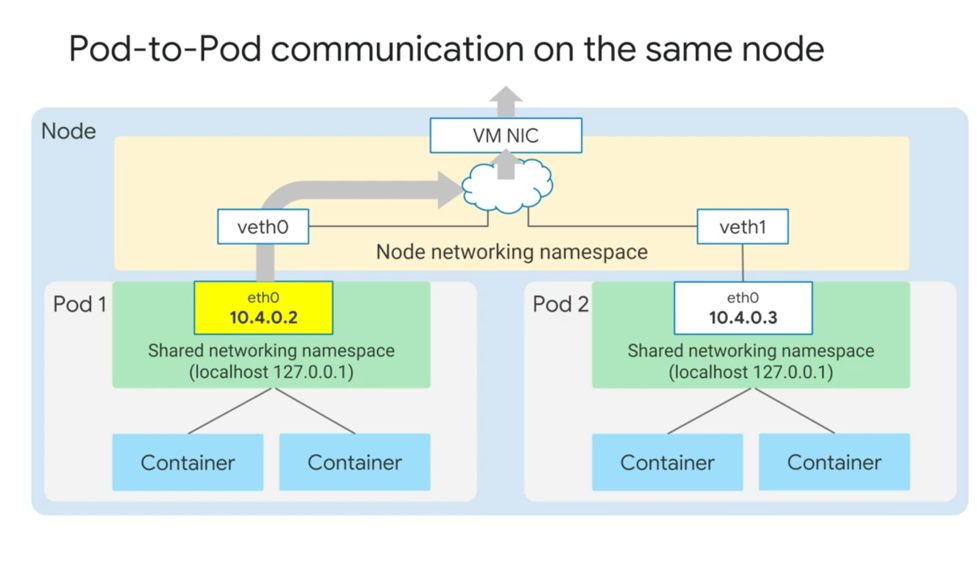 Pod-to-Pod communication on the same node
Node
VM NIC
veth0
veth1
Node networking namespace
Pod 1
eth0
10.4.0.2
Shared networking namespace
(localhost 127.0.0.1)
Container
Container
Pod 2
eth0
10.4.0.3
Shared networking namespace
(localhost 127.0.0.1)
Container
Container